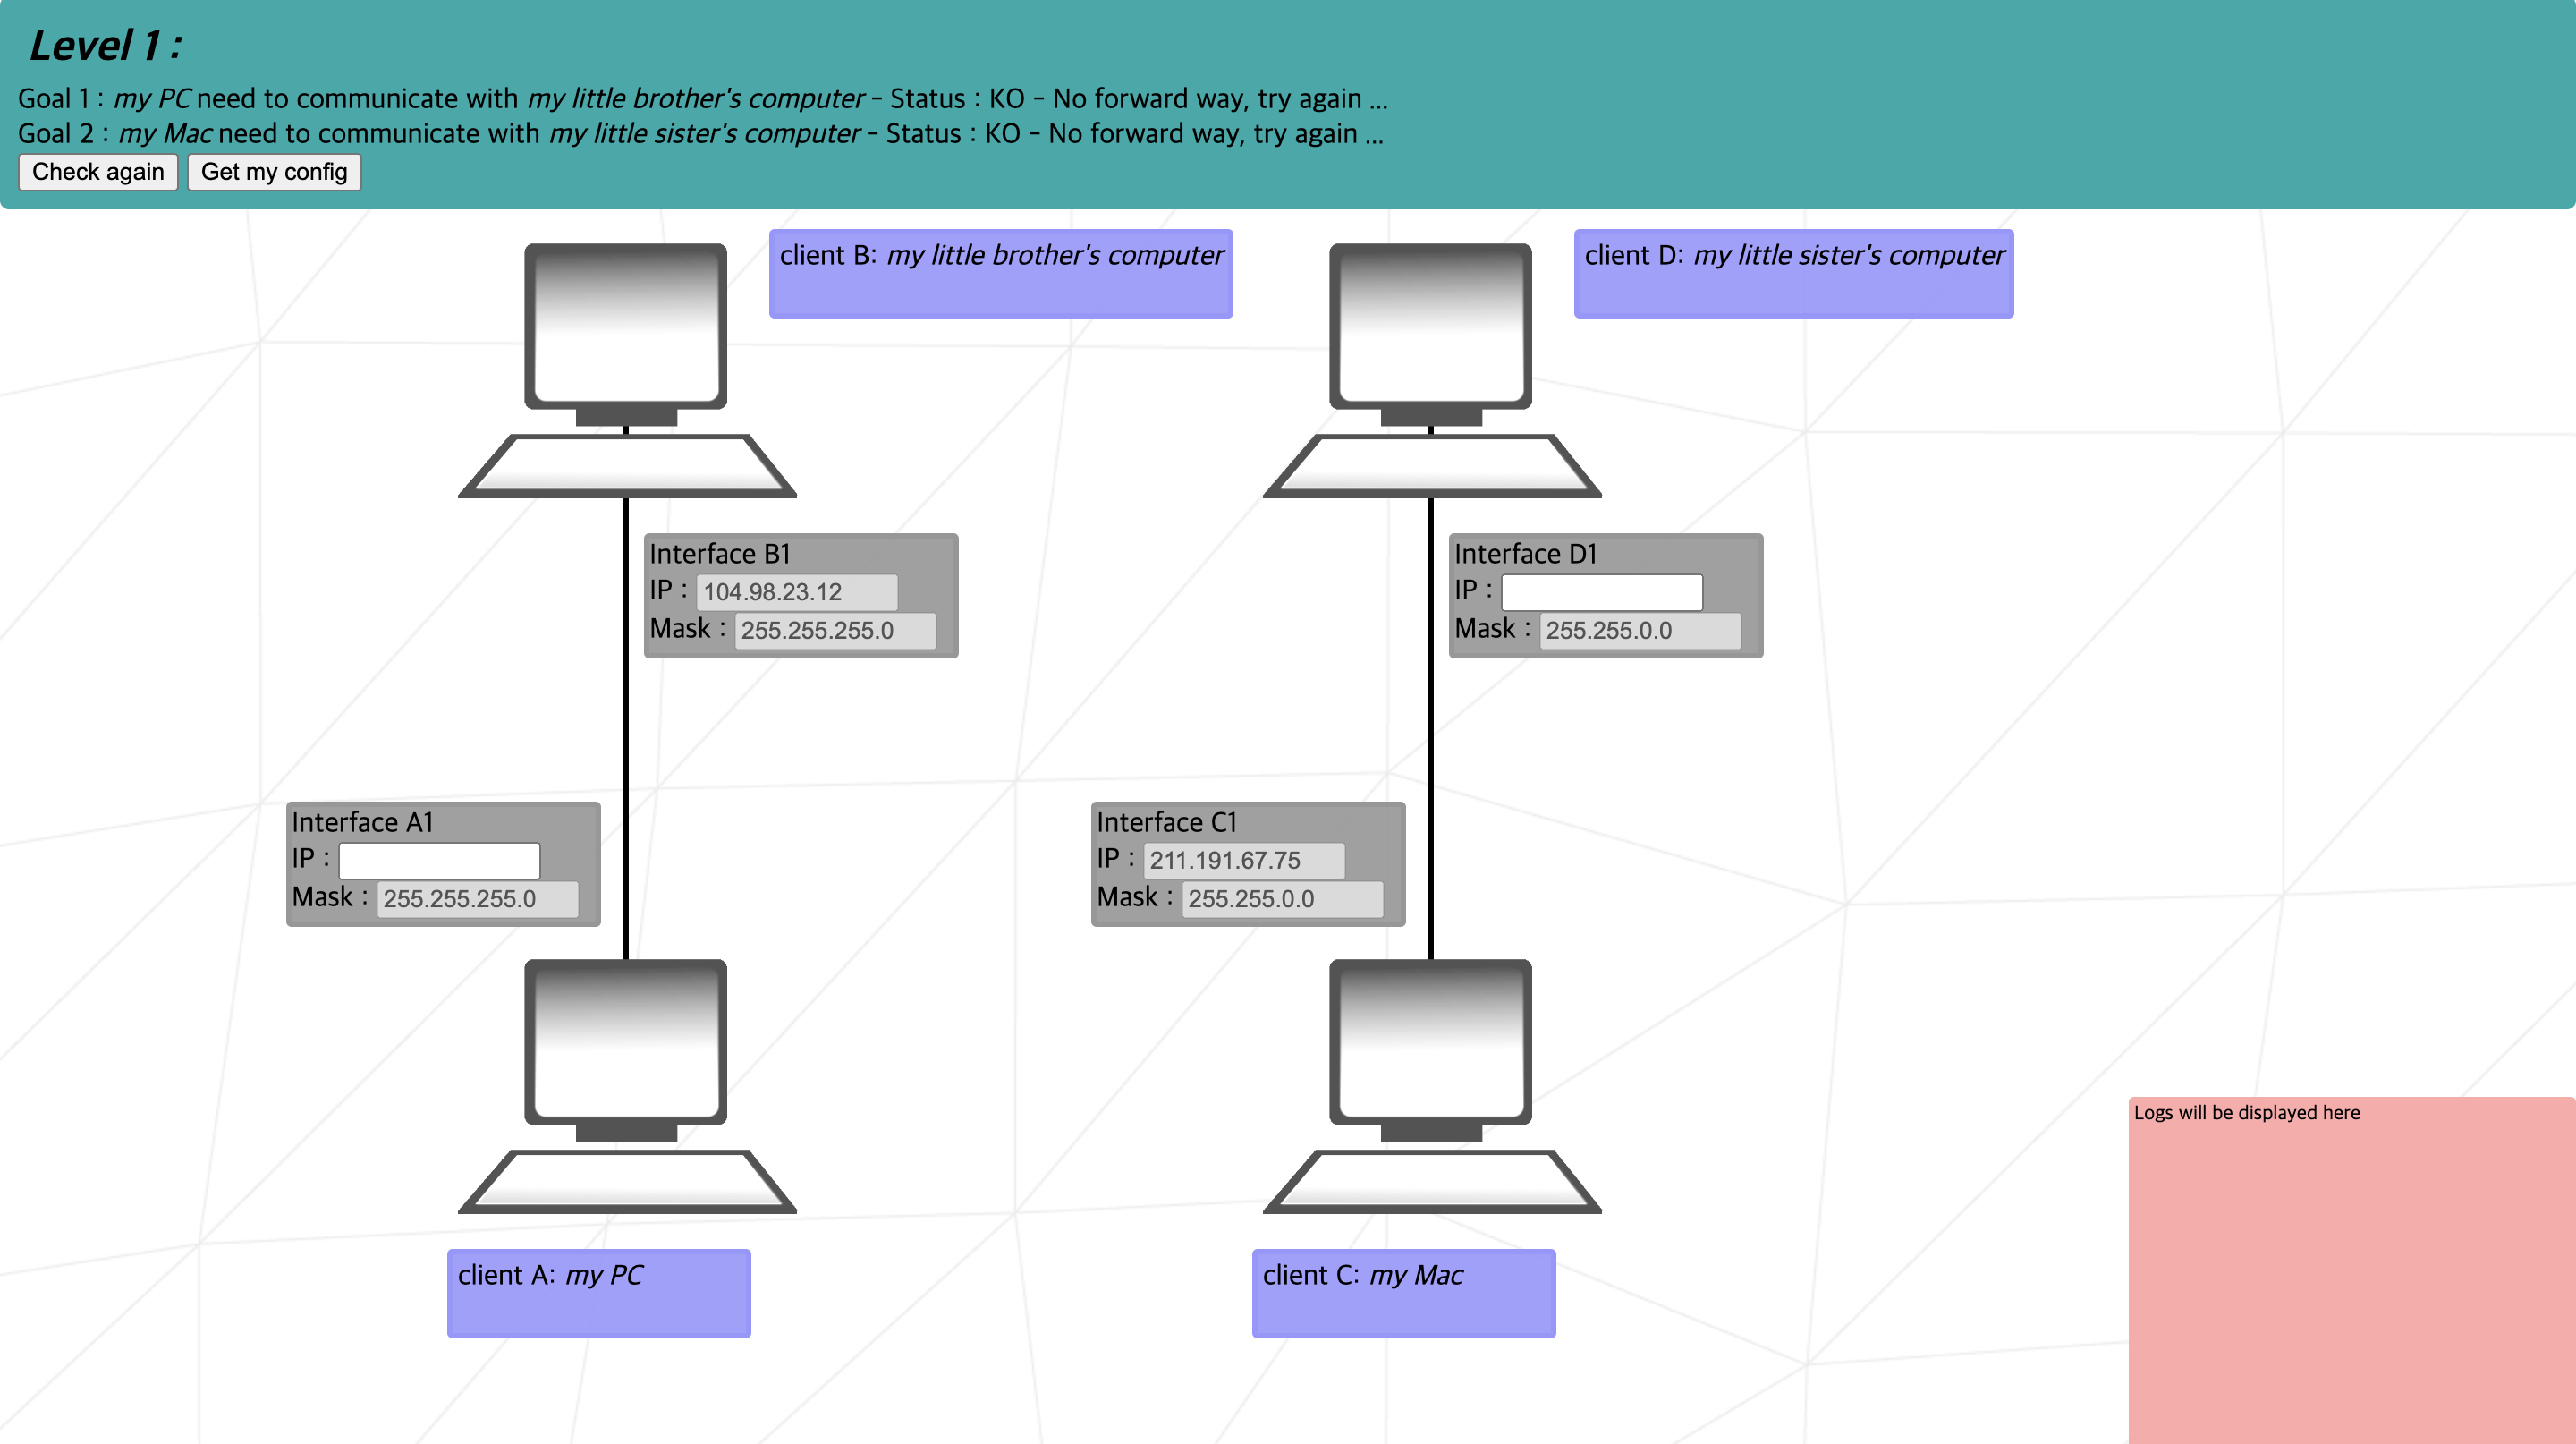 Level 1 :
Goal 1 : my PC need to communicate with my little brother's computer - Status : KO - No forward way, try again ...
Goal 2 : my Mac need to communicate with my little sister's computer - Status : KO - No forward way, try again ...
Check again Get my config
client B: my little brother's computer
client D: my little sister's computer
Interface B1
IP : 104.98.23.12
Mask : 255.255.255.0
Interface D1
IP :
Mask : 255.255.0.0
Interface A1
IP :
Mask : 255.255.255.0
Interface C1
IP : 211.191.67.75
Mask : 255.255.0.0
Logs will be displayed here
client A: my PC
client C: my Mac